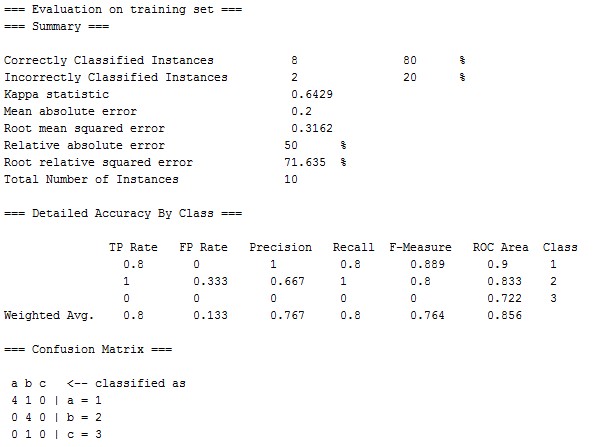 === Evaluation on training set ===
=== Summary ===
Correctly Classified Instances 8 80 %
Incorrectly Classified Instances 2 20 %
Kappa statistic 0.6429
Mean absolute error 0.2
Root mean squared error 0.3162
Relative absolute error 50 %
Root relative squared error 71.635 %
Total Number of Instances 10
=== Detailed Accuracy By Class ===
TP Rate FP Rate Precision Recall F-Measure ROC Area Class
0.8 0 1 0.8 0.889 0.9 1
1 0.333 0.667 1 0.8 0.833 2
0 0 0 0 0 0.722 3
Weighted Avg. 0.8 0.133 0.767 0.8 0.764 0.856
=== Confusion Matrix ===
a b c <-- classified as
4 1 0 | a = 1
0 4 0 | b = 2
0 1 0 | c = 3